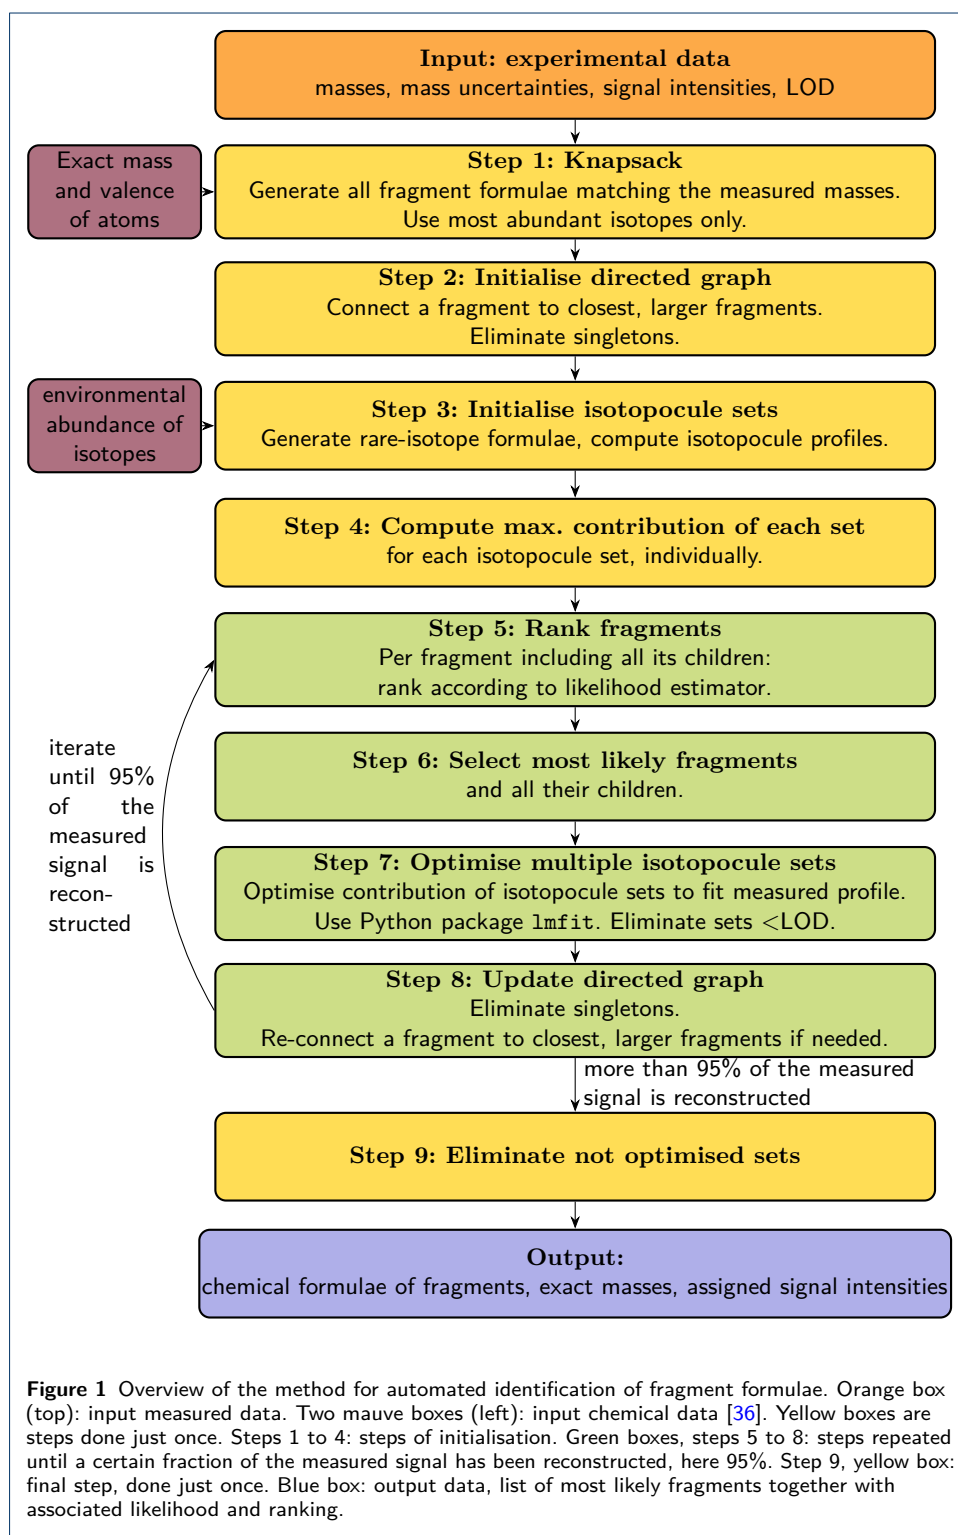 Input: experimental data
masses, mass uncertainties, signal intensities, LOD
Exact mass
and valence
of atoms
Step 1: Knapsack
Generate all fragment formulae matching the measured masses.
Use most abundant isotopes only.
Step 2: Initialise directed graph
Connect a fragment to closest, larger fragments.
Eliminate singletons.
environmental
abundance of
isotopes
Step 3: Initialise isotopocule sets
Generate rare-isotope formulae, compute isotopocule profiles.
Step 4: Compute max. contribution of each set
for each isotopocule set, individually.
Step 5: Rank fragments
Per fragment including all its children:
rank according to likelihood estimator.
iterate
until 95%
of the
measured
signal is
recon-
structed
Step 6: Select most likely fragments
and all their children.
Step 7: Optimise multiple isotopocule sets
Optimise contribution of isotopocule sets to fit measured profile.
Use Python package lmfit. Eliminate sets <LOD.
Step 8: Update directed graph
Eliminate singletons.
Re-connect a fragment to closest, larger fragments if needed.
more than 95% of the measured
signal is reconstructed
Step 9: Eliminate not optimised sets
Output:
chemical formulae of fragments, exact masses, assigned signal intensities
Figure 1 Overview of the method for automated identification of fragment formulae. Orange box
(top): input measured data. Two mauve boxes (left): input chemical data [36]. Yellow boxes are
steps done just once. Steps 1 to 4: steps of initialisation. Green boxes, steps 5 to 8: steps repeated
until a certain fraction of the measured signal has been reconstructed, here 95%. Step 9, yellow box:
final step, done just once. Blue box: output data, list of most likely fragments together with
associated likelihood and ranking.